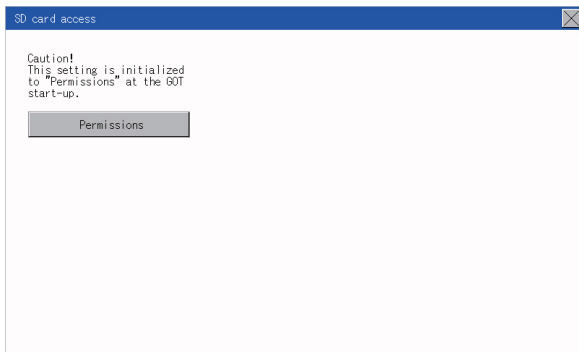 SD card access
Caution!
This setting is initialized
to "Permissions" at the GOT
start-up.
Permissions